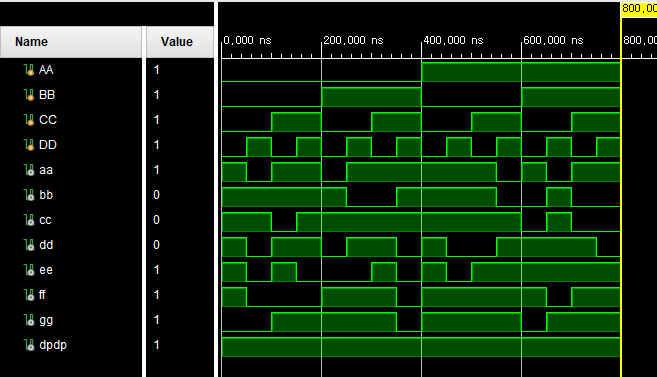 800,00
Name Value 0,000 ns 200,000 ns 400,000 ns 600,000 ns 800,00
AA 1
BB 1
CC 1
DD 1
aa 1
bb 0
cc 0
dd 0
ee 1
ff 1
gg 1
dpdp 1